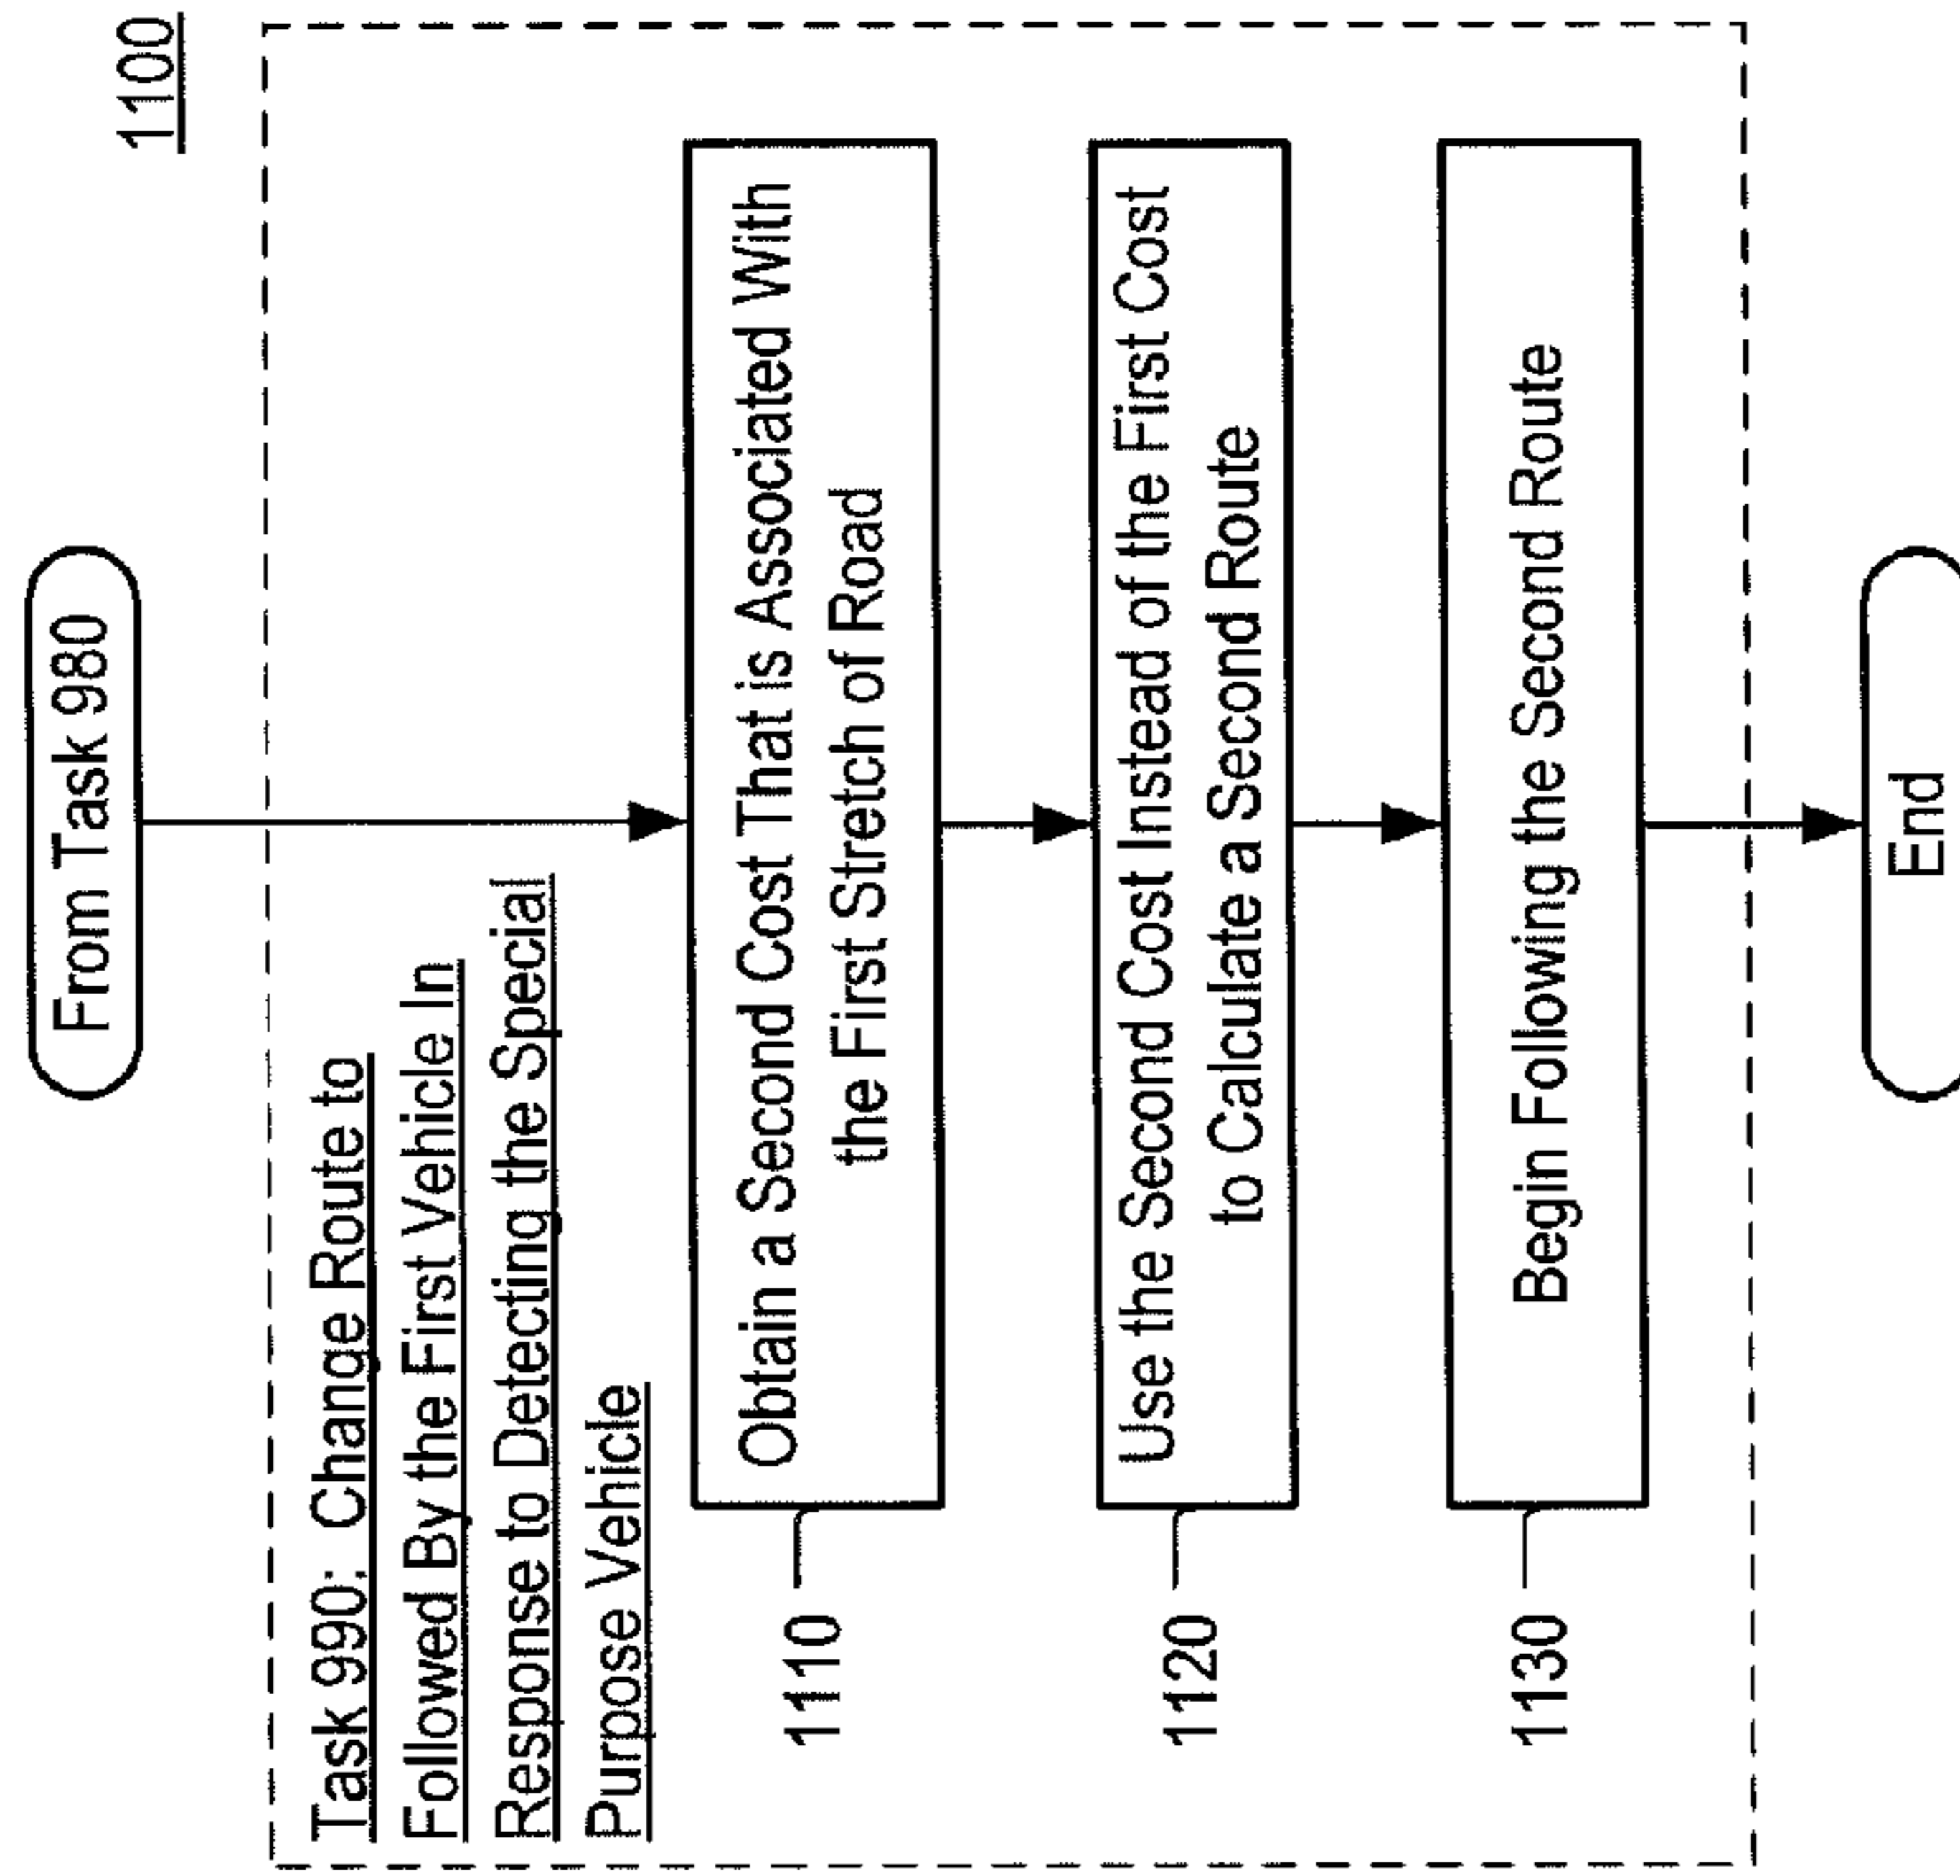 1100
From Task 980
Task 990: Change Route to
Followed By the First Vehicle In
Response to Detecting the Special
Purpose Vehicle
1110
Obtain a Second Cost That is Associated With
the First Stretch of Road
1120
Use the Second Cost Instead of the First Cost
to Calculate a Second Route
1130
Begin Following the Second Route
End